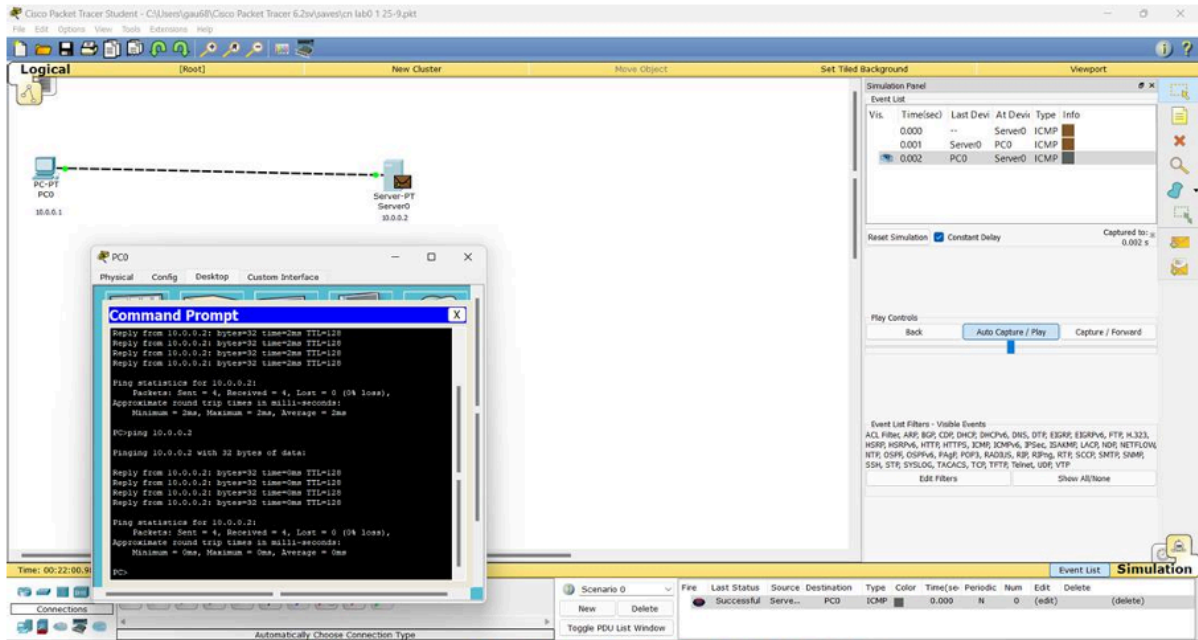 Cisco Packet Tracer Student - C:\Users\gau68\Cisco Packet Tracer 6.2sv\saves\cn lab0 1 25-9.pkt
File Edit Options View Tools Extensions Help
Logical [Root] New Cluster Move Object Set Tiled Background Viewport
PC-PT
PC0
10.0.0.1
Server-PT
Server0
10.0.0.2
PC0
Physical Config Desktop Custom Interface
Command Prompt X
Reply from 10.0.0.2: bytes=32 time=2ms TTL=128
Reply from 10.0.0.2: bytes=32 time=2ms TTL=128
Reply from 10.0.0.2: bytes=32 time=2ms TTL=128
Reply from 10.0.0.2: bytes=32 time=2ms TTL=128
Ping statistics for 10.0.0.2:
Packets: Sent = 4, Received = 4, Lost = 0 (0% loss),
Approximate round trip times in milli-seconds:
Minimum = 2ms, Maximum = 2ms, Average = 2ms
PC>ping 10.0.0.2
Pinging 10.0.0.2 with 32 bytes of data:
Reply from 10.0.0.2: bytes=32 time=0ms TTL=128
Reply from 10.0.0.2: bytes=32 time=0ms TTL=128
Reply from 10.0.0.2: bytes=32 time=0ms TTL=128
Reply from 10.0.0.2: bytes=32 time=0ms TTL=128
Ping statistics for 10.0.0.2:
Packets: Sent = 4, Received = 4, Lost = 0 (0% loss),
Approximate round trip times in milli-seconds:
Minimum = 0ms, Maximum = 0ms, Average = 0ms
PC>
Simulation Panel
Event List
Vis. Time(sec) Last Devi At Devi Type Info
0.000 -- Server0 ICMP
0.001 Server0 PC0 ICMP
0.002 PC0 Server0 ICMP
Reset Simulation Constant Delay Captured to:
0.002 s
Play Controls
Back Auto Capture / Play Capture / Forward
Event List Filters - Visible Events
ACL Filter, ARP, BGP, CDP, DHCP, DHCPv6, DNS, DTP, EIGRP, EIGRPv6, FTP, H.323,
HSRP, HSRPv6, HTTP, HTTPS, ICMP, ICMPv6, IPSec, ISAKMP, LACP, NDP, NETFLOW,
NTP, OSPF, OSPFv6, PAgP, POP3, RADIUS, RIP, RIPng, RTP, SCCP, SMTP, SNMP,
SSH, STP, SYSLOG, TACACS, TCP, TFTP, Telnet, UDP, VTP
Edit Filters Show All/None
Time: 00:22:00.9 Event List Simulation
Connections
Automatically Choose Connection Type
Scenario 0
New Delete
Toggle PDU List Window
Fire Last Status Source Destination Type Color Time(se Periodic Num Edit Delete
Successful Serve... PC0 ICMP 0.000 N 0 (edit) (delete)